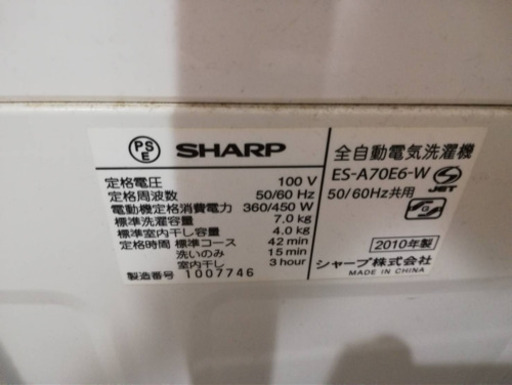 PS
E
SHARP
定格電圧 100 V
定格周波数 50/60 Hz
電動機定格消費電力 360/450 W
標準洗濯容量 7.0 kg
標準室内干し容量 4.0 kg
定格時間 標準コース 42 min
洗いのみ 15 min
室内干し 3 hour
製造番号 1007746
全自動電気洗濯機
ES-A70E6-W
JET
50/60Hz共用
G
2010年製
シャープ株式会社
MADE IN CHINA